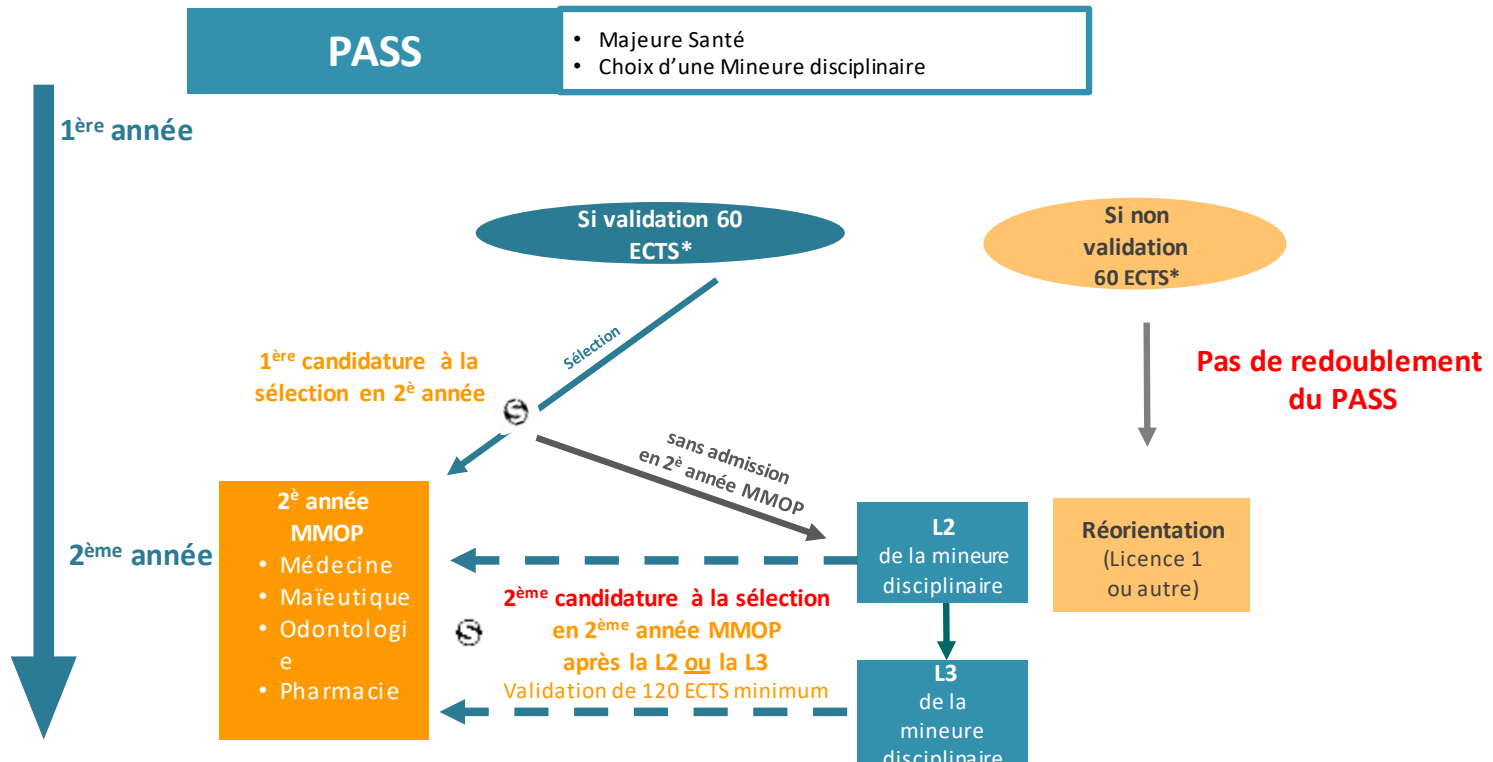 PASS
• Majeure Santé
• Choix d'une Mineure disciplinaire
1ère année
Si validation 60
ECTS*
Si non
validation
60 ECTS*
Sélection
1ère candidature à la
sélection en 2è année
S
Pas de redoublement
du PASS
sans admission
en 2è année MMOP
2ème année
2è année
MMOP
• Médecine
• Maïeutique
• Odontologi
e
• Pharmacie
L2
de la mineure
disciplinaire
Réorientation
(Licence 1
ou autre)
2ème candidature à la sélection
en 2ème année MMOP
après la L2 ou la L3
Validation de 120 ECTS minimum
S
L3
de la
mineure
disciplinaire